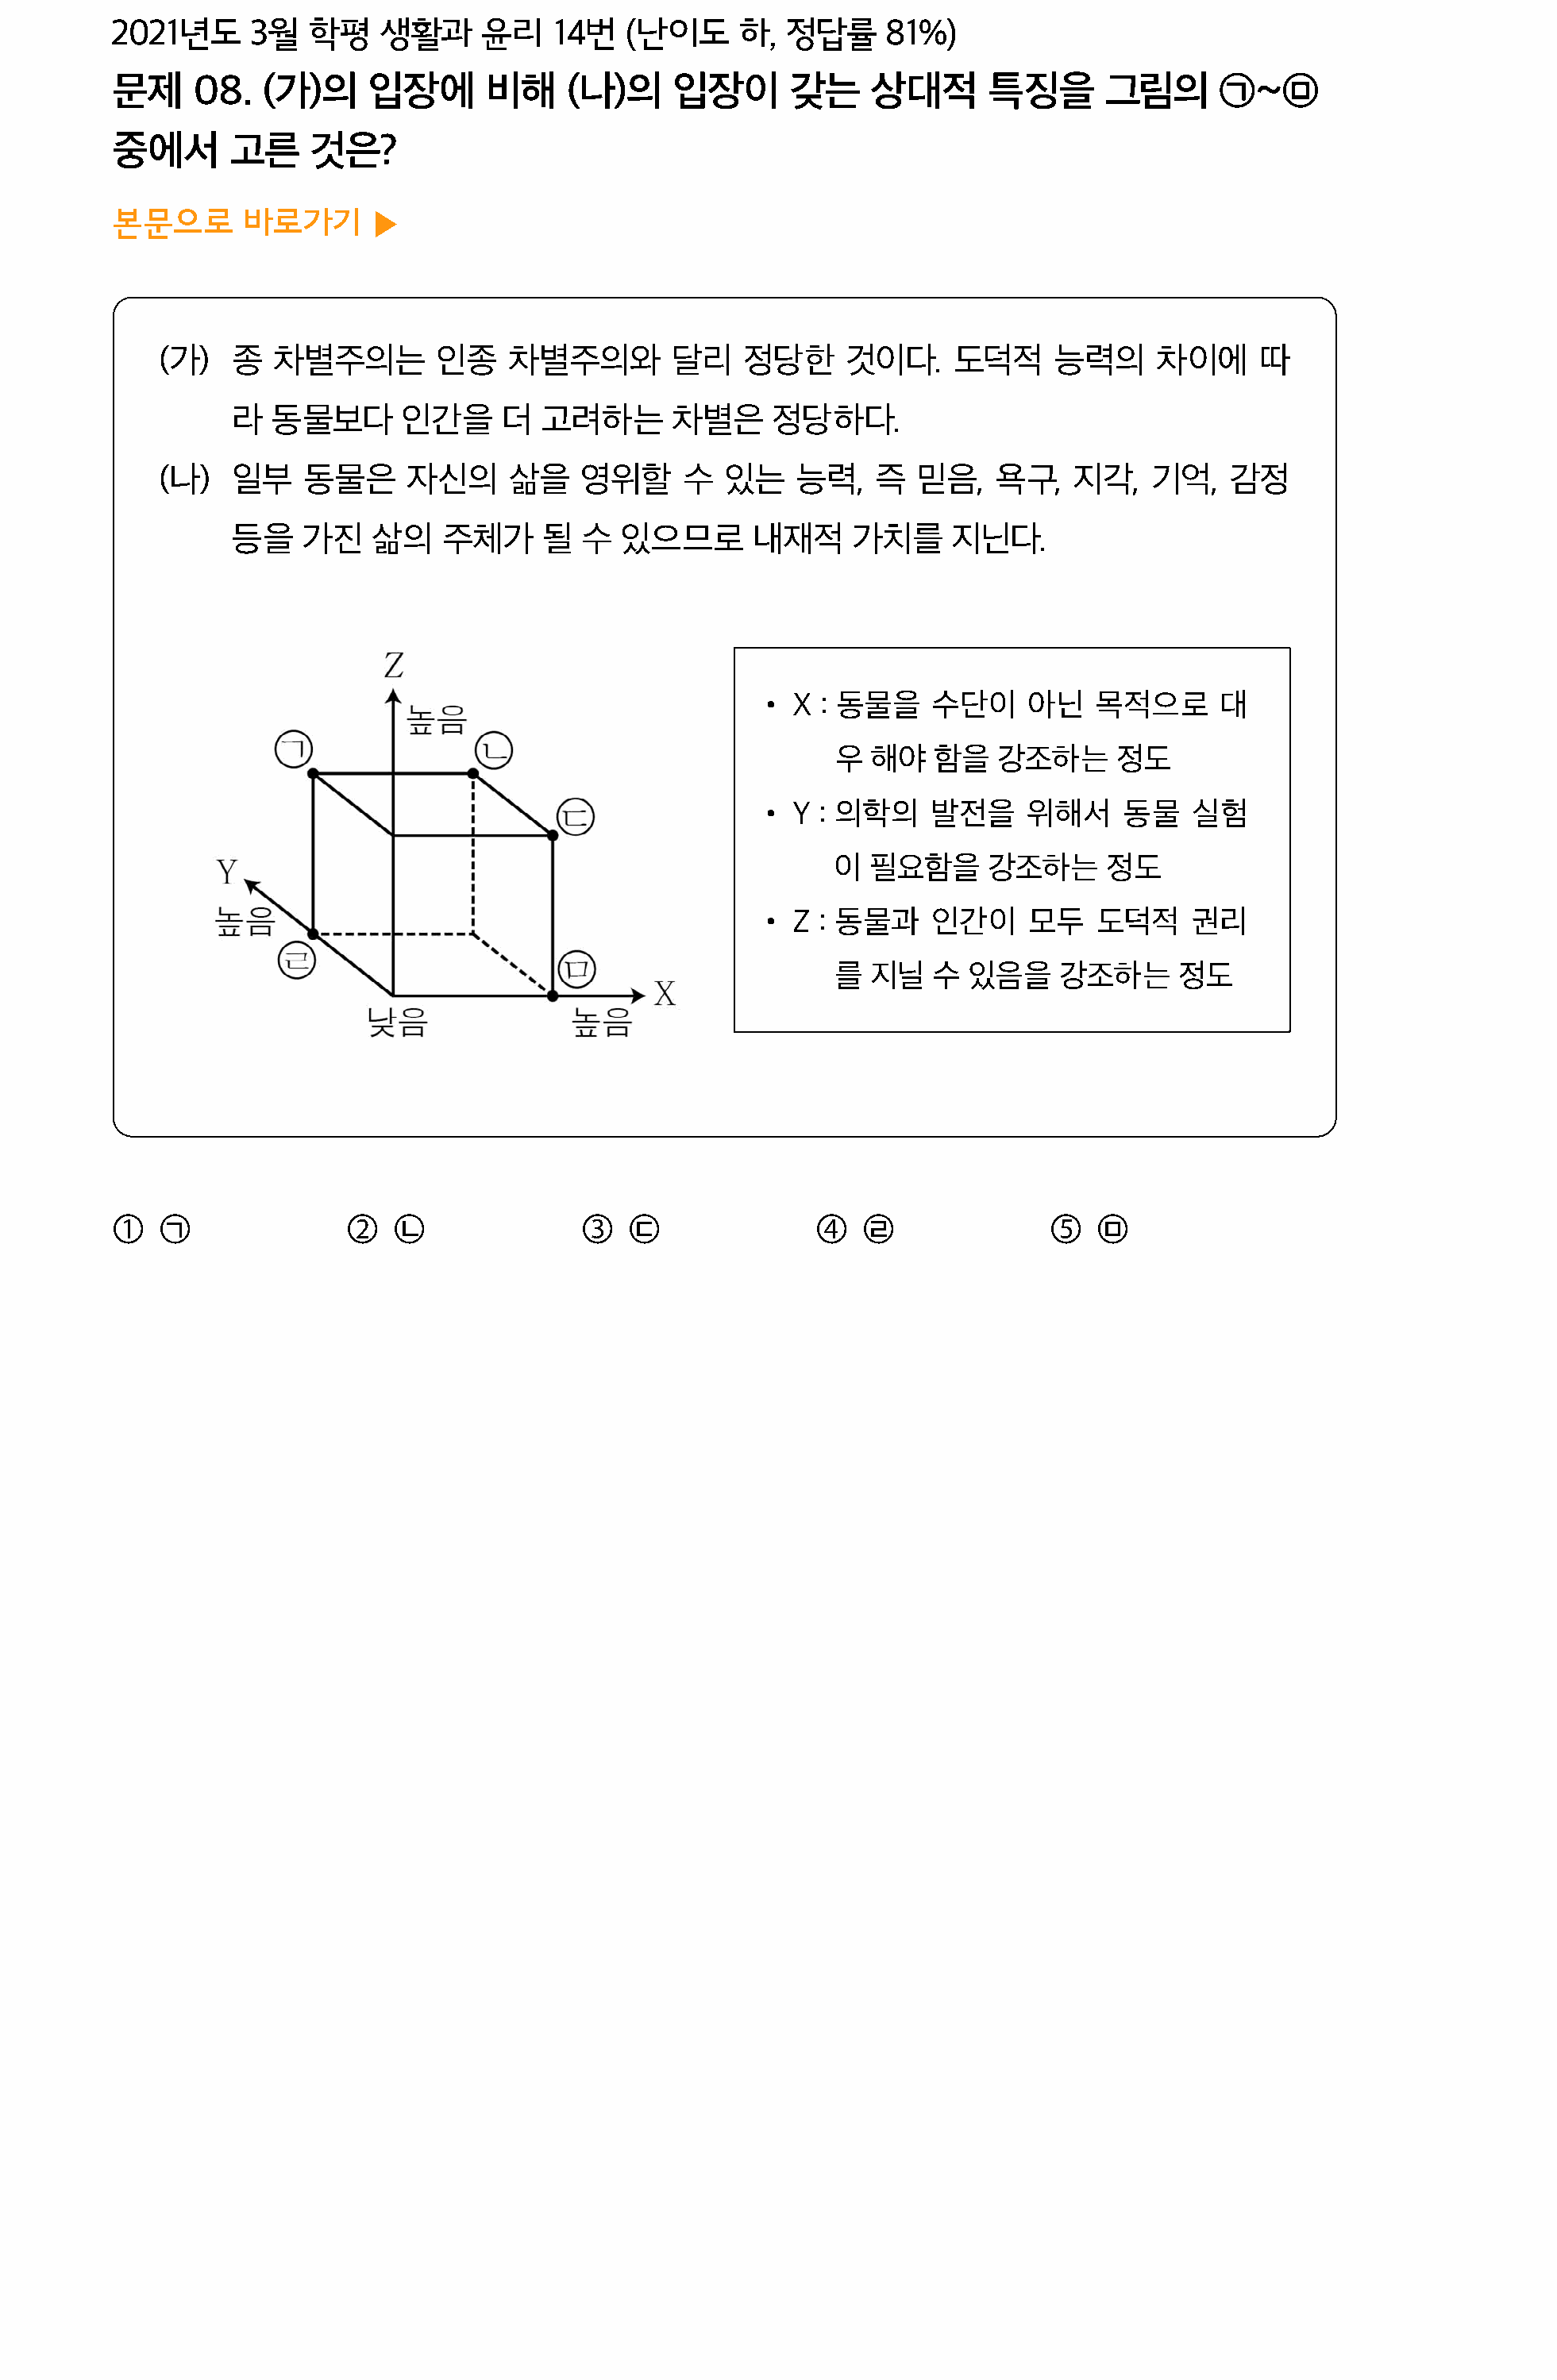 2021년도 3월 학평 생활과 윤리 14번 (난이도 하, 정답률 81%)
문제 08. (가)의 입장에 비해 (나)의 입장이 갖는 상대적 특징을 그림의 ㉠~㉤
중에서 고른 것은?
본문으로 바로가기 ▶
(가) 종 차별주의는 인종 차별주의와 달리 정당한 것이다. 도덕적 능력의 차이에 따
라 동물보다 인간을 더 고려하는 차별은 정당하다.
(나) 일부 동물은 자신의 삶을 영위할 수 있는 능력, 즉 믿음, 욕구, 지각, 기억, 감정
등을 가진 삶의 주체가 될 수 있으므로 내재적 가치를 지닌다.
Z
높음
㉠
㉡
㉢
Y
높음
㉣
㉤
X
낮음
높음
• X : 동물을 수단이 아닌 목적으로 대
우 해야 함을 강조하는 정도
• Y : 의학의 발전을 위해서 동물 실험
이 필요함을 강조하는 정도
• Z : 동물과 인간이 모두 도덕적 권리
를 지닐 수 있음을 강조하는 정도
① ㉠ ② ㉡ ③ ㉢ ④ ㉣ ⑤ ㉤